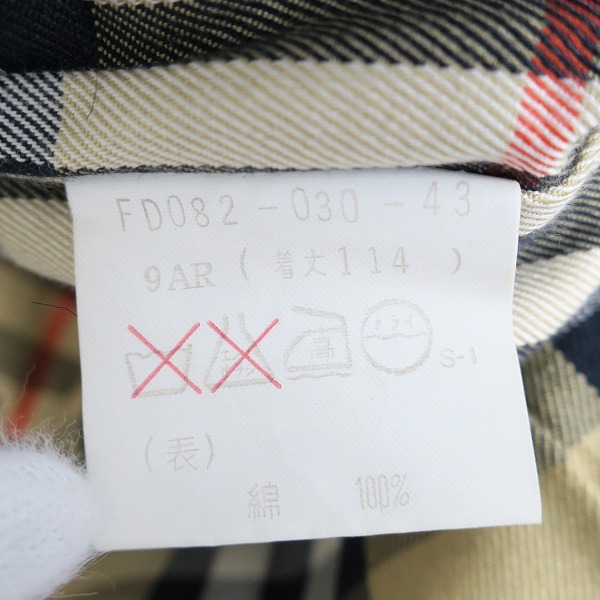 FD082-030-43
9AR(着丈114)
高 ドライ S-1
(表)
綿 100%